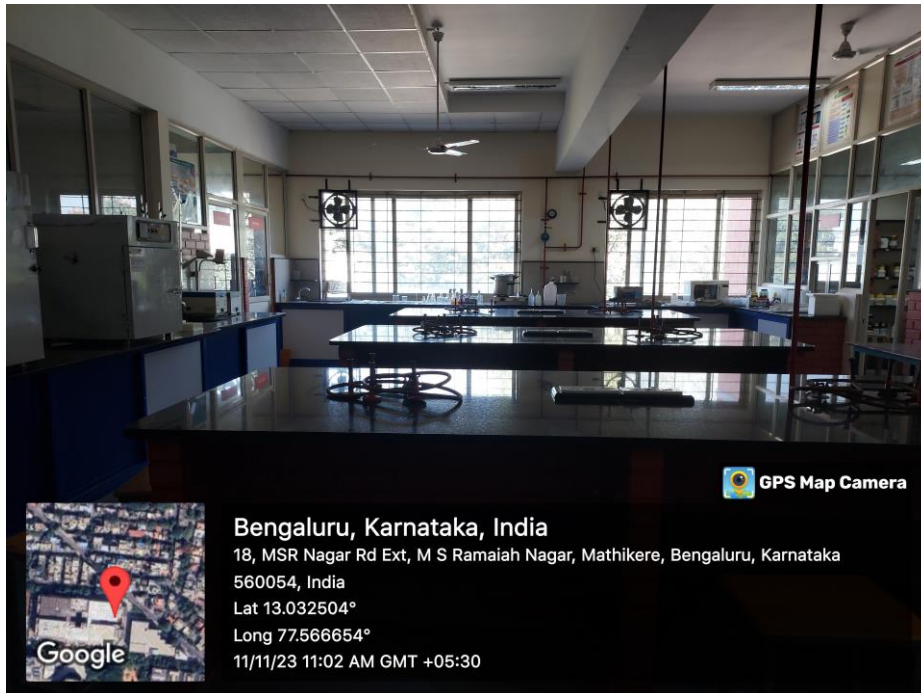 GPS Map Camera
Bengaluru, Karnataka, India
18, MSR Nagar Rd Ext, M S Ramaiah Nagar, Mathikere, Bengaluru, Karnataka
560054, India
Lat 13.032504°
Long 77.566654°
11/11/23 11:02 AM GMT +05:30
Google